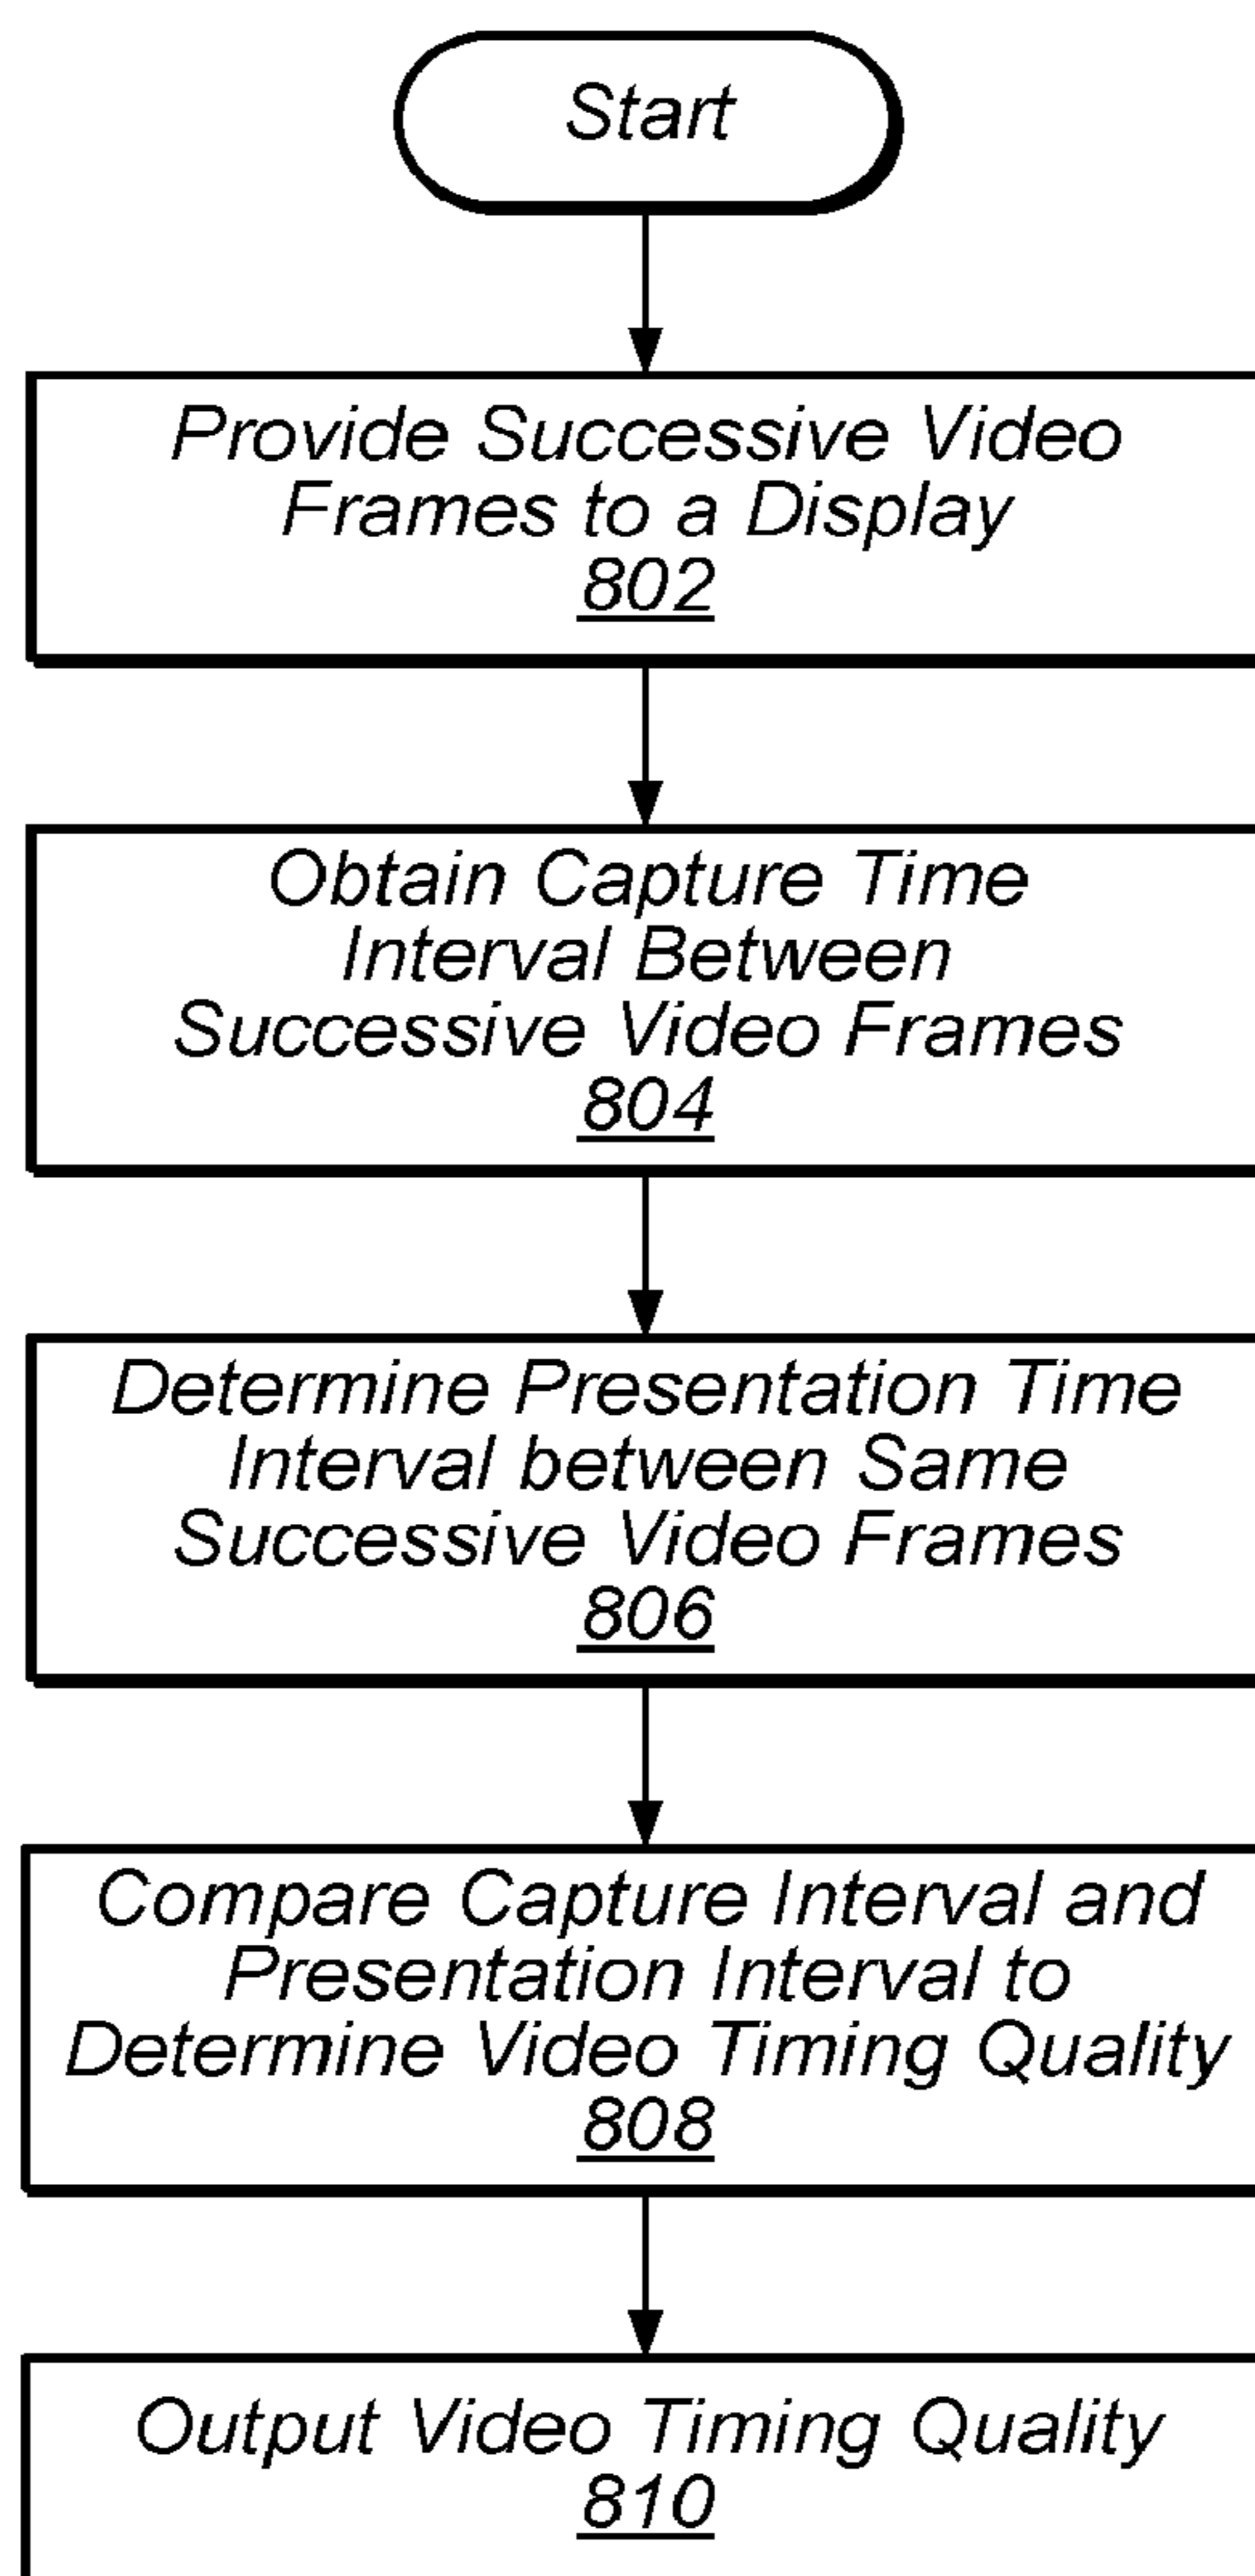 Start
Provide Successive Video
Frames to a Display
802
Obtain Capture Time
Interval Between
Successive Video Frames
804
Determine Presentation Time
Interval between Same
Successive Video Frames
806
Compare Capture Interval and
Presentation Interval to
Determine Video Timing Quality
808
Output Video Timing Quality
810